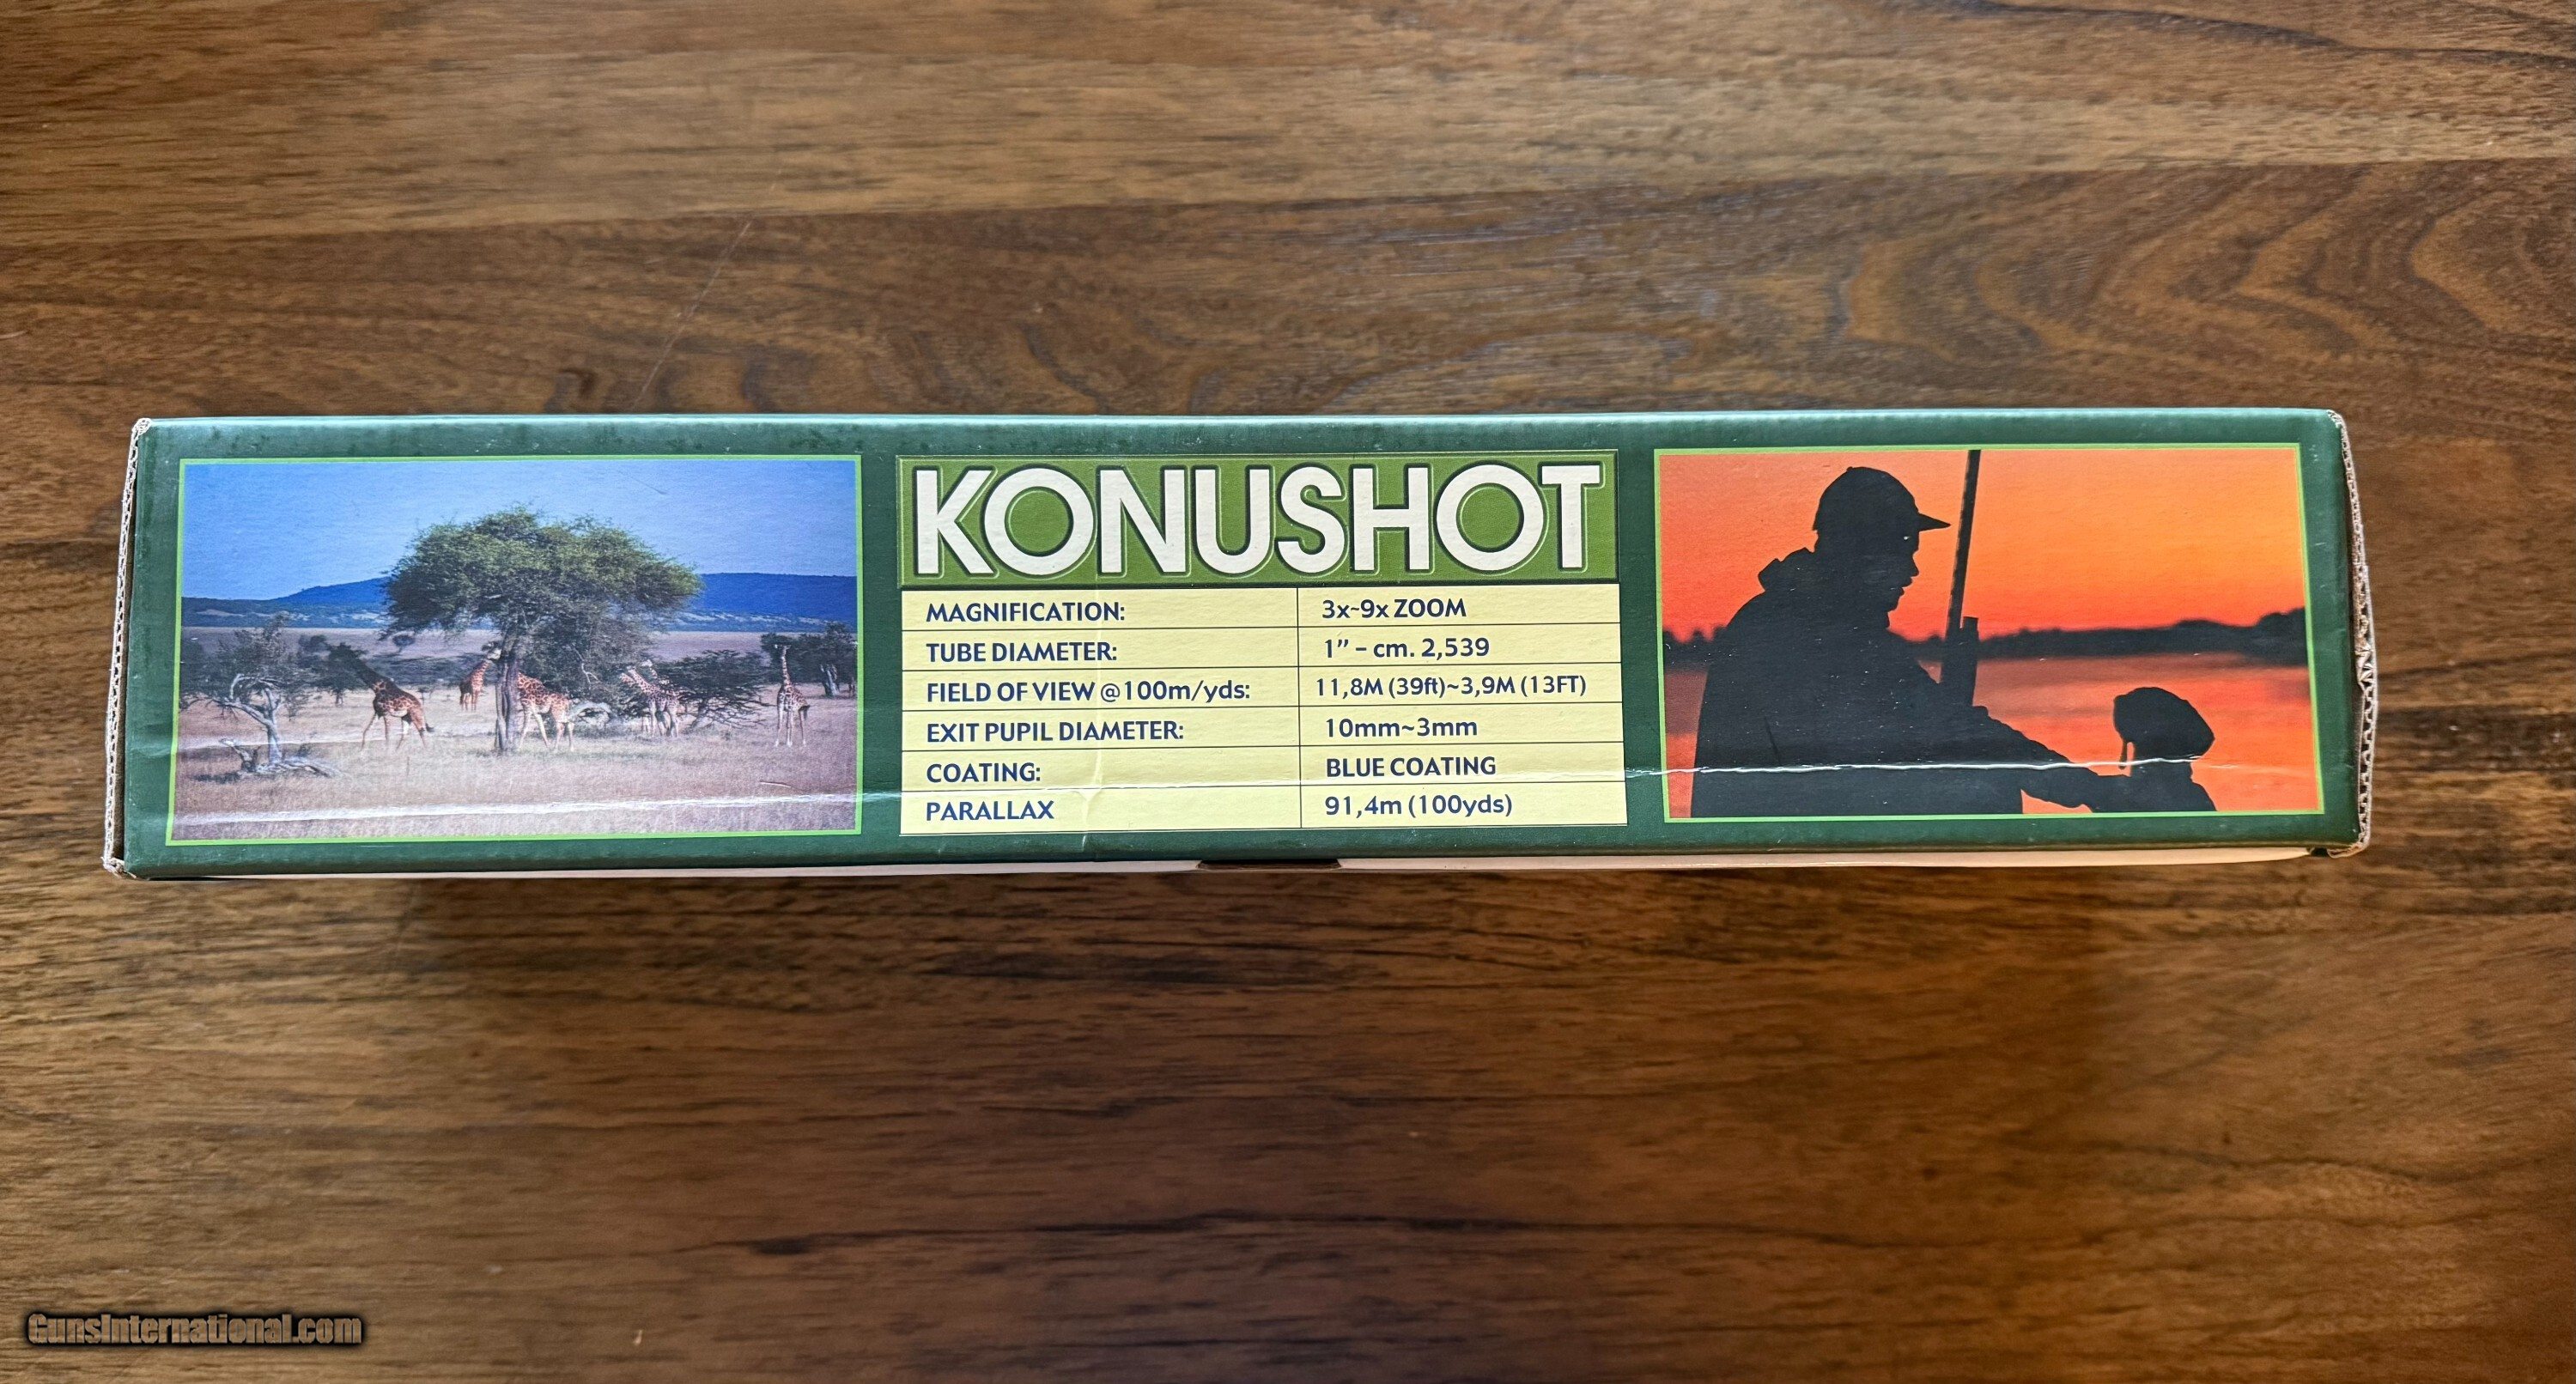 KONUSHOT
MAGNIFICATION: 3x~9x ZOOM
TUBE DIAMETER: 1” – cm. 2,539
FIELD OF VIEW @100m/yds: 11,8M (39ft)~3,9M (13FT)
EXIT PUPIL DIAMETER: 10mm~3mm
COATING: BLUE COATING
PARALLAX 91,4m (100yds)
GunsInternational.com